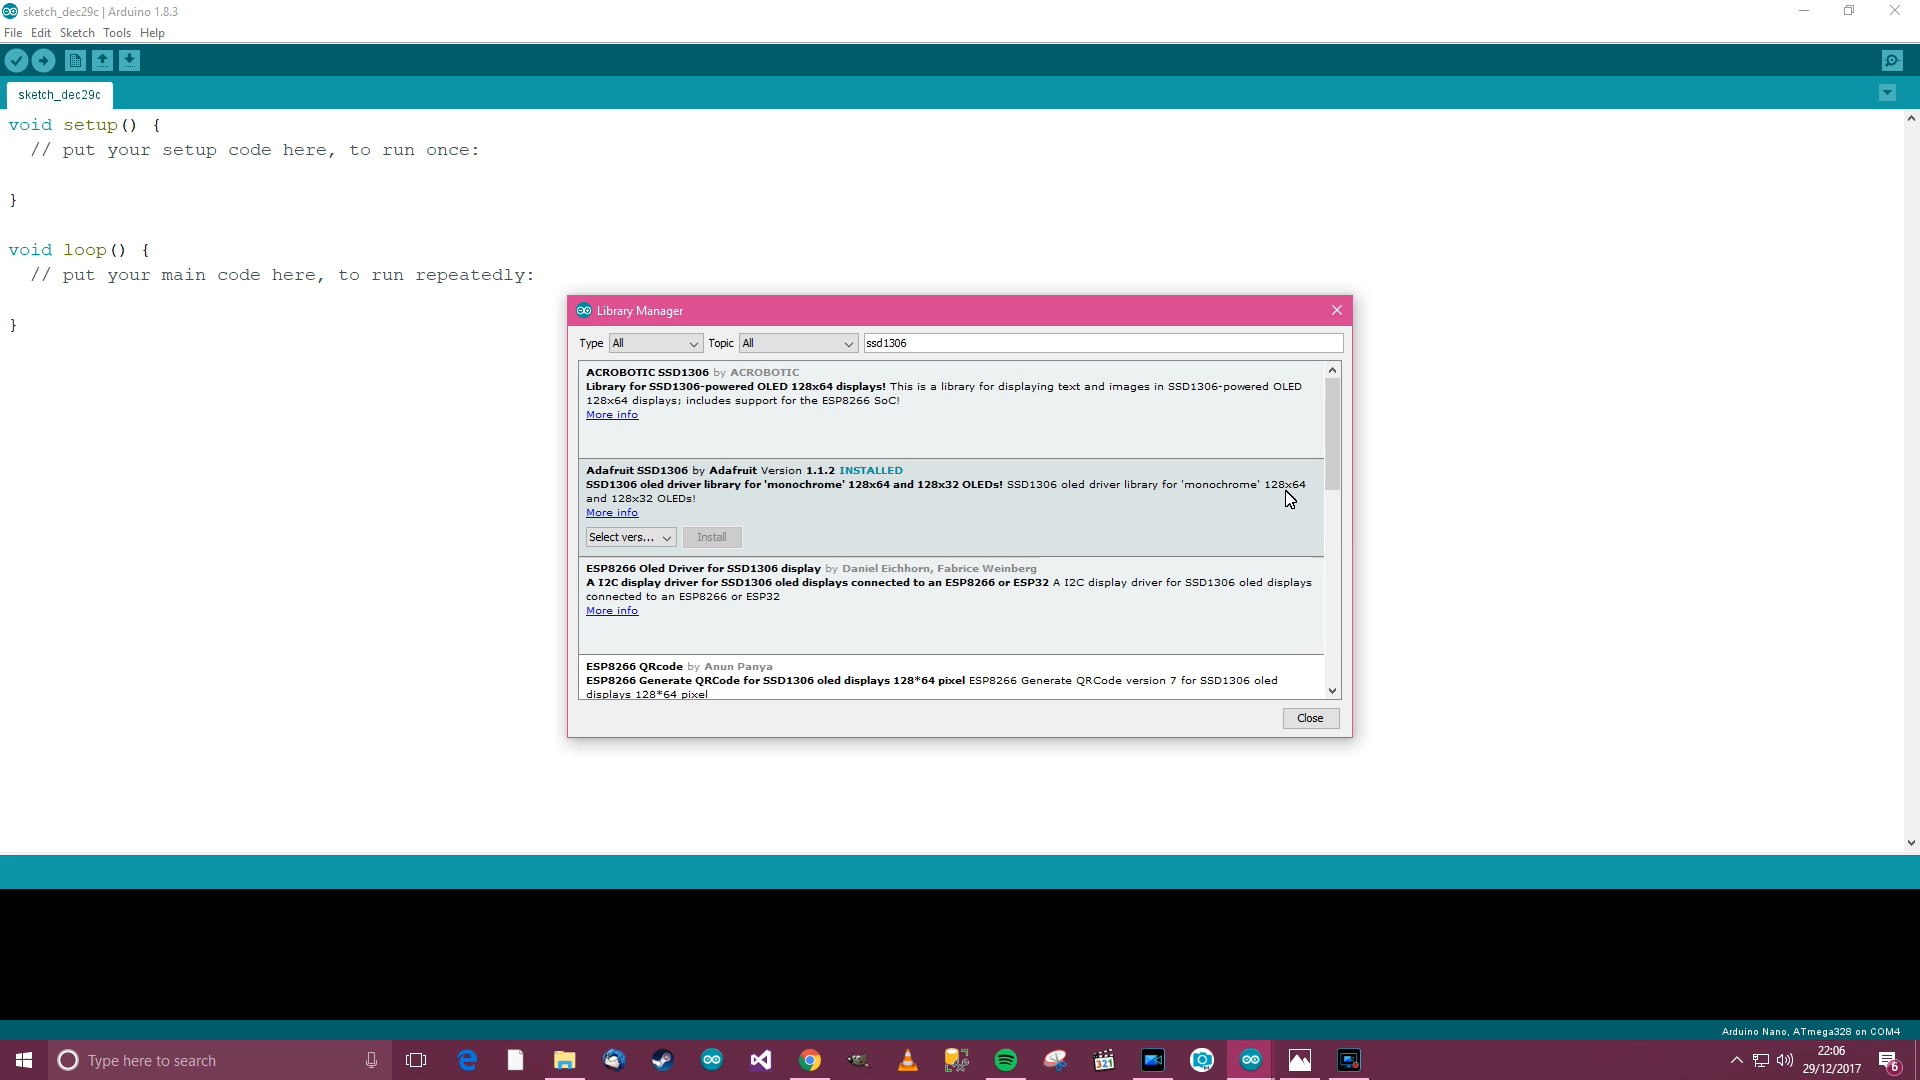 sketch_dec29c | Arduino 1.8.3
File Edit Sketch Tools Help
sketch_dec29c
void setup() {
// put your setup code here, to run once:
}
void loop() {
// put your main code here, to run repeatedly:
}
Library Manager
Type All Topic All ssd1306
ACROBOTIC SSD1306 by ACROBOTIC
Library for SSD1306-powered OLED 128x64 displays! This is a library for displaying text and images in SSD1306-powered OLED
128x64 displays; includes support for the ESP8266 SoC!
More info
Adafruit SSD1306 by Adafruit Version 1.1.2 INSTALLED
SSD1306 oled driver library for 'monochrome' 128x64 and 128x32 OLEDs! SSD1306 oled driver library for 'monochrome' 128x64
and 128x32 OLEDs!
More info
Select vers... Install
ESP8266 Oled Driver for SSD1306 display by Daniel Eichhorn, Fabrice Weinberg
A I2C display driver for SSD1306 oled displays connected to an ESP8266 or ESP32 A I2C display driver for SSD1306 oled displays
connected to an ESP8266 or ESP32
More info
ESP8266 QRcode by Anun Panya
ESP8266 Generate QRCode for SSD1306 oled displays 128*64 pixel ESP8266 Generate QRCode version 7 for SSD1306 oled
displays 128*64 pixel
Close
Arduino Nano, ATmega328 on COM4
Type here to search
321
22:06
29/12/2017
6